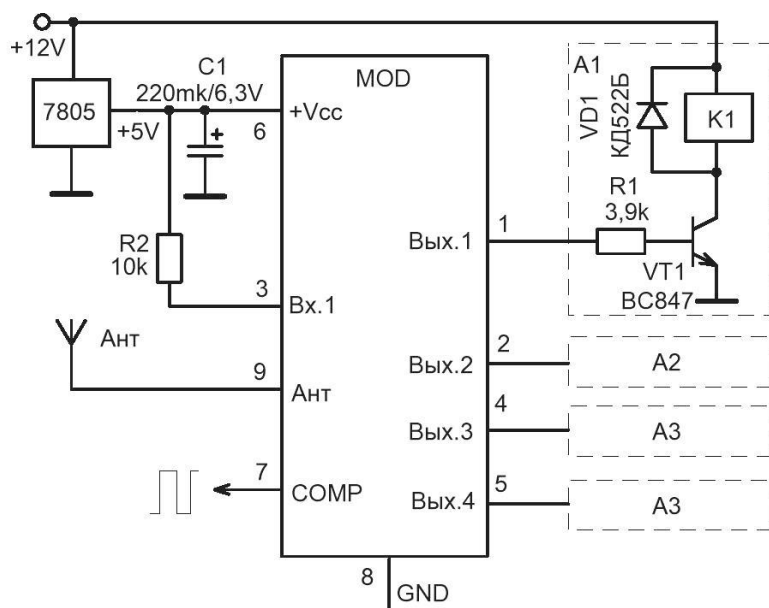 +12V
7805
+5V
C1
220mk/6,3V
+
6
+Vcc
MOD
R2
10k
3
Вх.1
Ант
9
Ант
7
COMP
8
GND
Вых.1
1
Вых.2
2
Вых.3
4
Вых.4
5
A1
VD1
КД522Б
K1
R1
3,9k
VT1
BC847
A2
A3
A3